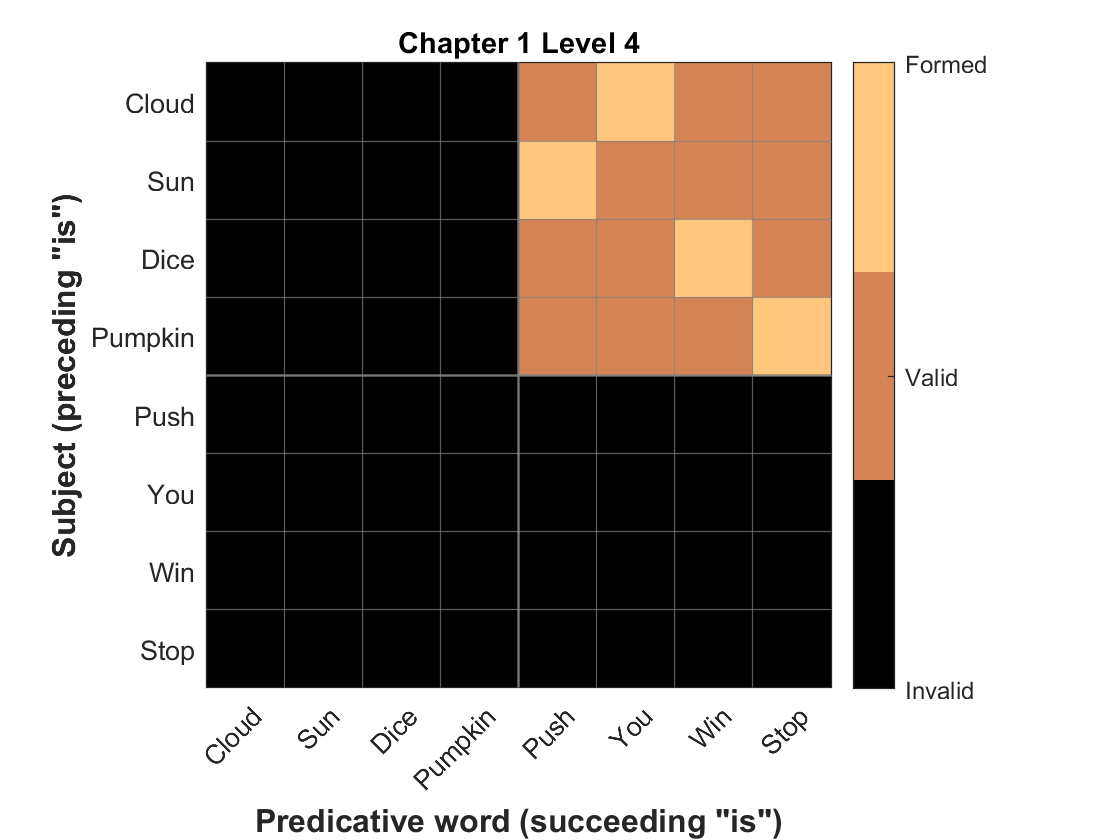 Chapter 1 Level 4
Formed
Valid
Invalid
Subject (preceding "is")
Cloud
Sun
Dice
Pumpkin
Push
You
Win
Stop
Cloud
Sun
Dice
Pumpkin
Push
You
Win
Stop
Predicative word (succeeding "is")